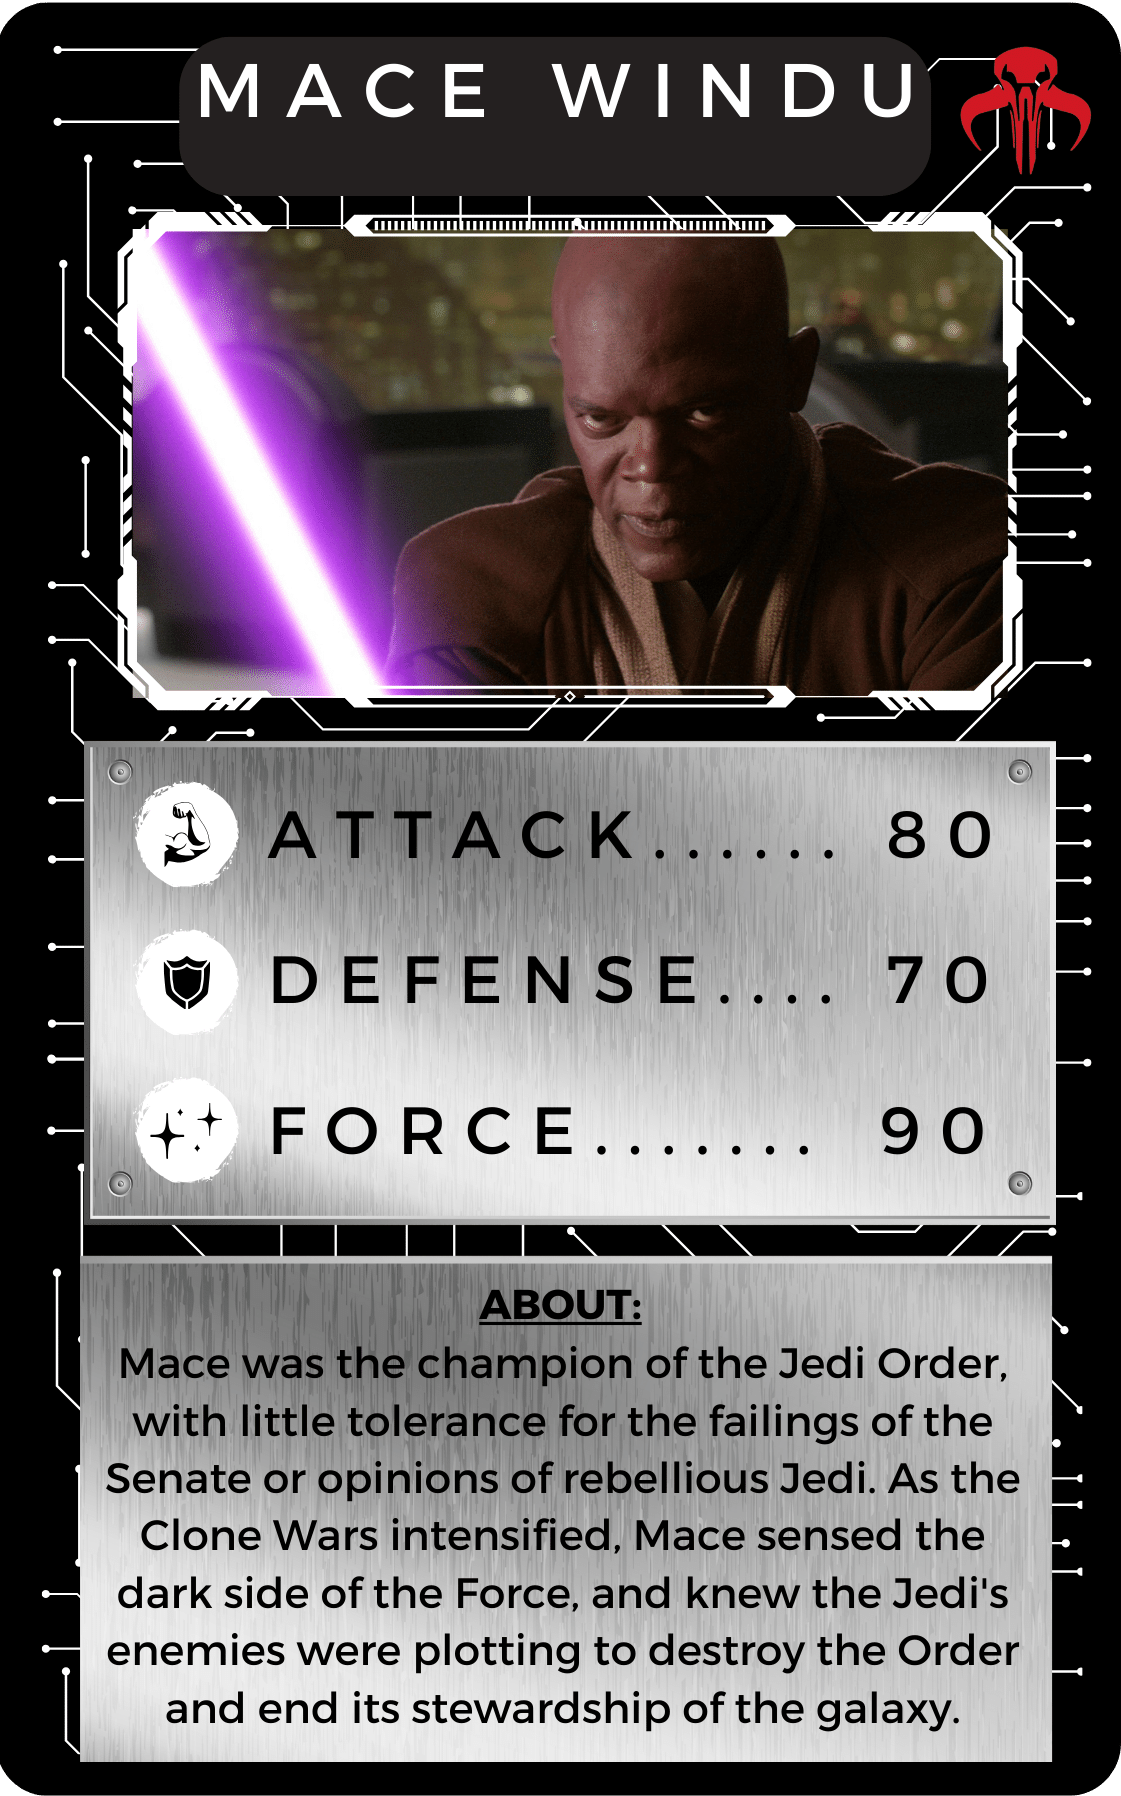 MACE WINDU
ATTACK...... 80
DEFENSE.... 70
FORCE....... 90
ABOUT:
Mace was the champion of the Jedi Order,
with little tolerance for the failings of the
Senate or opinions of rebellious Jedi. As the
Clone Wars intensified, Mace sensed the
dark side of the Force, and knew the Jedi's
enemies were plotting to destroy the Order
and end its stewardship of the galaxy.